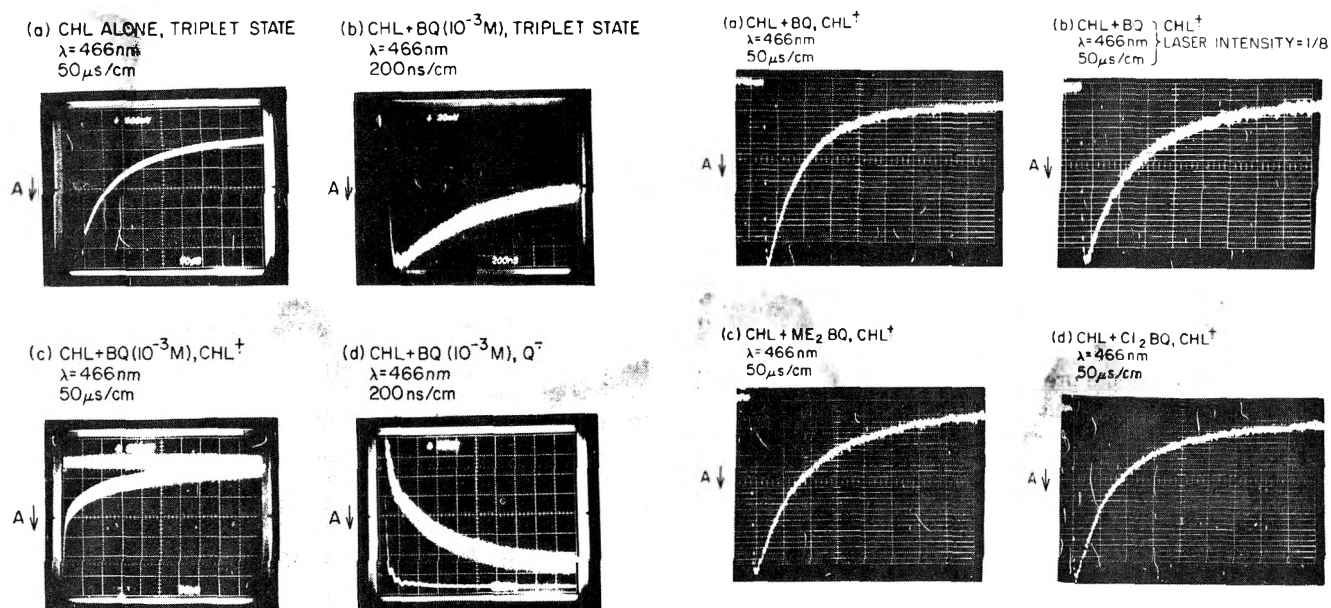 (a) CHL ALONE, TRIPLET STATE
λ=466nm
50μs/cm
A ↓
(b) CHL+BQ(10⁻³M), TRIPLET STATE
λ=466nm
200ns/cm
A ↓
200ns
(c) CHL+BQ(10⁻³M), CHL⁺̇
λ=466nm
50μs/cm
A ↓
(d) CHL+BQ(10⁻³M), Q⁻̇
λ=466nm
200ns/cm
A ↓
(a) CHL+BQ, CHL⁺̇
λ=466nm
50μs/cm
A ↓
(b) CHL+BQ } CHL⁺̇
λ=466nm } LASER INTENSITY=1/8
50μs/cm
A ↓
(c) CHL+ME₂BQ, CHL⁺̇
λ=466nm
50μs/cm
A ↓
(d) CHL+Cl₂BQ, CHL⁺̇
λ=466nm
50μs/cm
A ↓